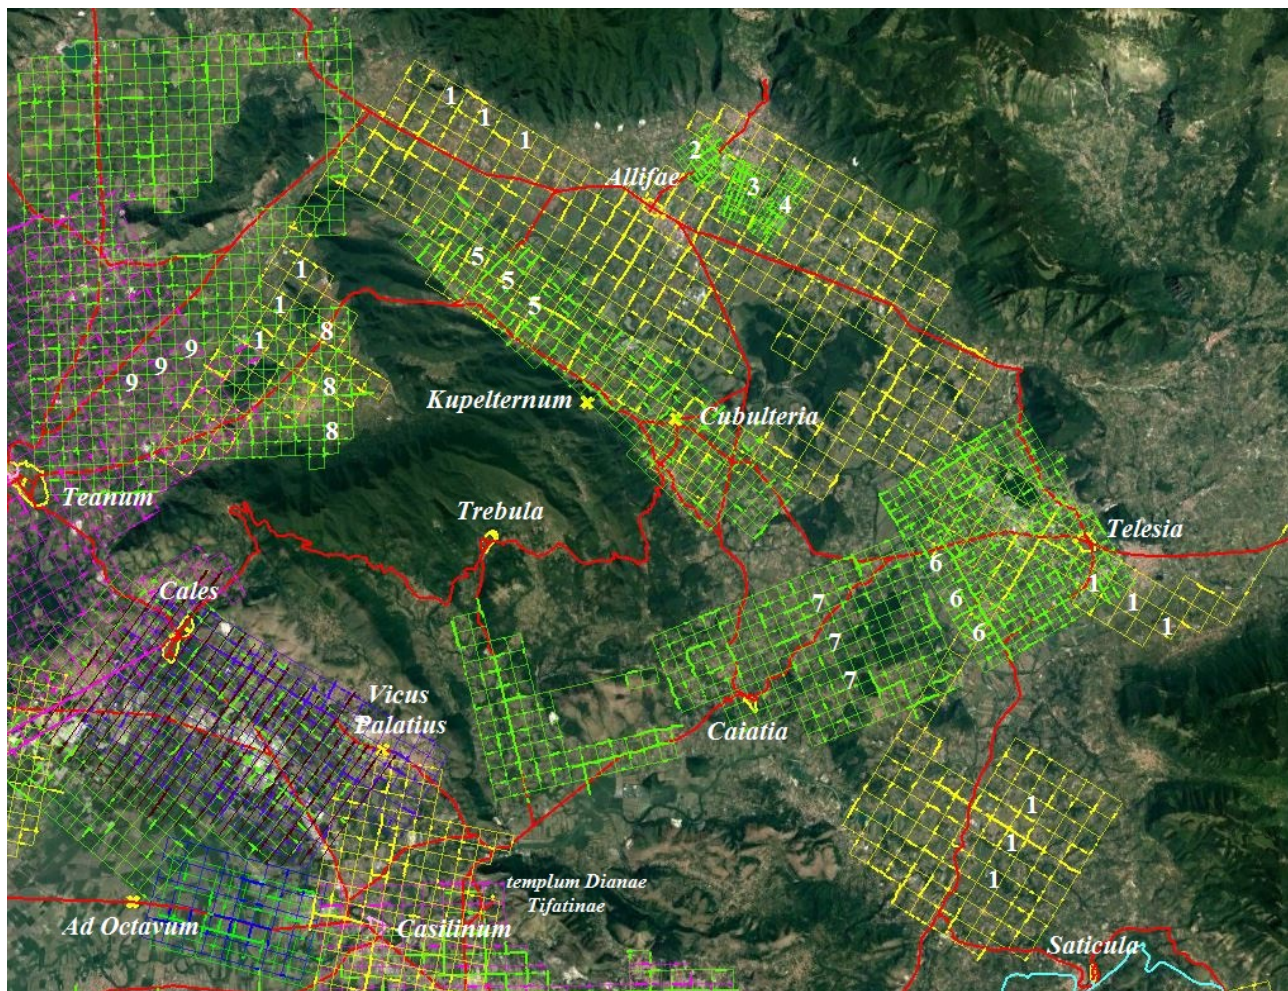 1
1
1
2
Allifae
3
4
5
5
5
1
1
1
8
8
8
9
9
9
Kupelternum
Cubulteria
Teanum
Trebula
Telesia
6
6
6
1
1
1
7
7
7
Cales
Vicus
Palatius
Caiatia
1
1
1
templum Dianae
Tifatinae
Ad Octavum
Casilinum
Saticula